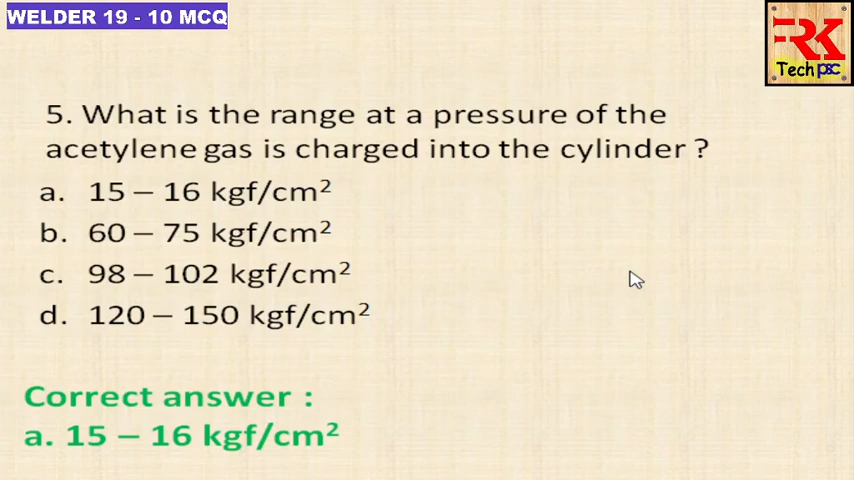 WELDER 19 - 10 MCQ
RK
Tech psc
5. What is the range at a pressure of the
acetylene gas is charged into the cylinder ?
a. 15 – 16 kgf/cm²
b. 60 – 75 kgf/cm²
c. 98 – 102 kgf/cm²
d. 120 – 150 kgf/cm²
Correct answer :
a. 15 – 16 kgf/cm²